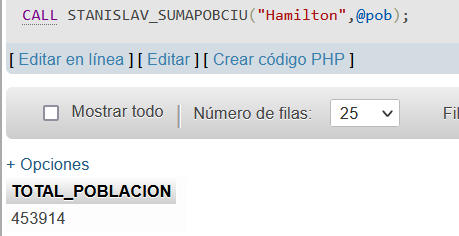 CALL STANISLAV_SUMAPOBCIU("Hamilton",@pob);
[ Editar en línea ] [ Editar ] [ Crear código PHP ]
Mostrar todo Número de filas: 25
+ Opciones
TOTAL_POBLACION
453914